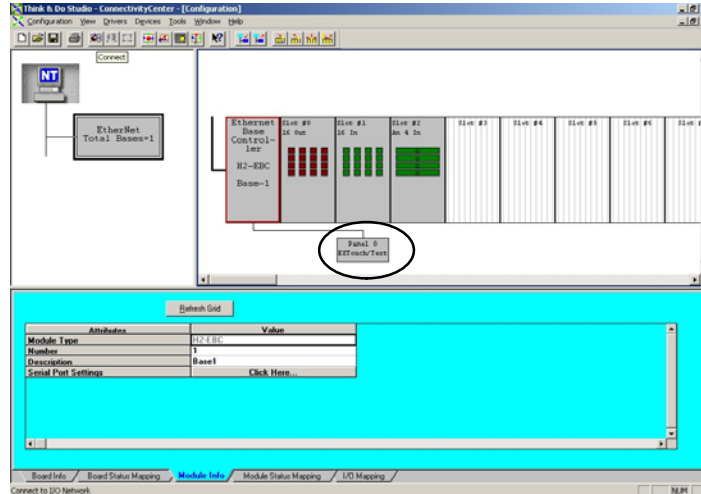 Think & Do Studio - ConnectivityCenter - [Configuration]
Configuration View Drivers Devices Tools Window Help
Connect
NT
EtherNet
Total Bases=1
Ethernet
Base
Control-
ler
H2-EBC
Base-1
Slot #0
16 Out
Slot #1
16 In
Slot #2
An 4 In
Slot #3
Slot #4
Slot #5
Slot #6
Slot #
Panel 0
EZTouch/Text
Refresh Grid
Attributes Value
Module Type H2-EBC
Number 1
Description Base1
Serial Port Settings Click Here...
Board Info Board Status Mapping Module Info Module Status Mapping I/O Mapping
Connect to I/O Network NUM